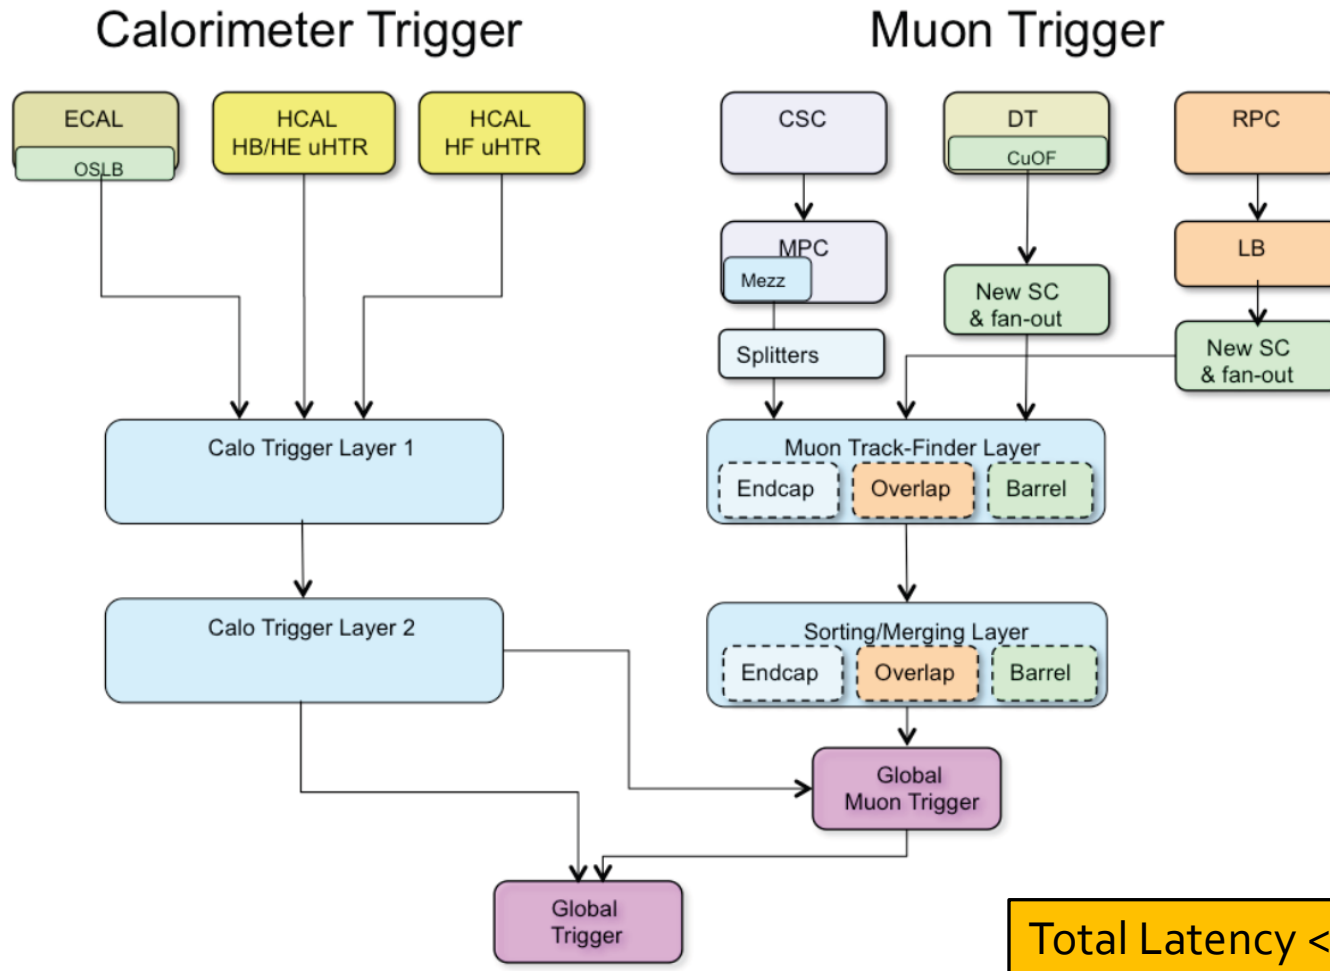 Calorimeter Trigger
Muon Trigger
ECAL
OSLB
HCAL
HB/HE uHTR
HCAL
HF uHTR
CSC
DT
CuOF
RPC
MPC
Mezz
LB
New SC
& fan-out
Splitters
New SC
& fan-out
Calo Trigger Layer 1
Muon Track-Finder Layer
Endcap
Overlap
Barrel
Calo Trigger Layer 2
Sorting/Merging Layer
Endcap
Overlap
Barrel
Global
Muon Trigger
Global
Trigger
Total Latency <